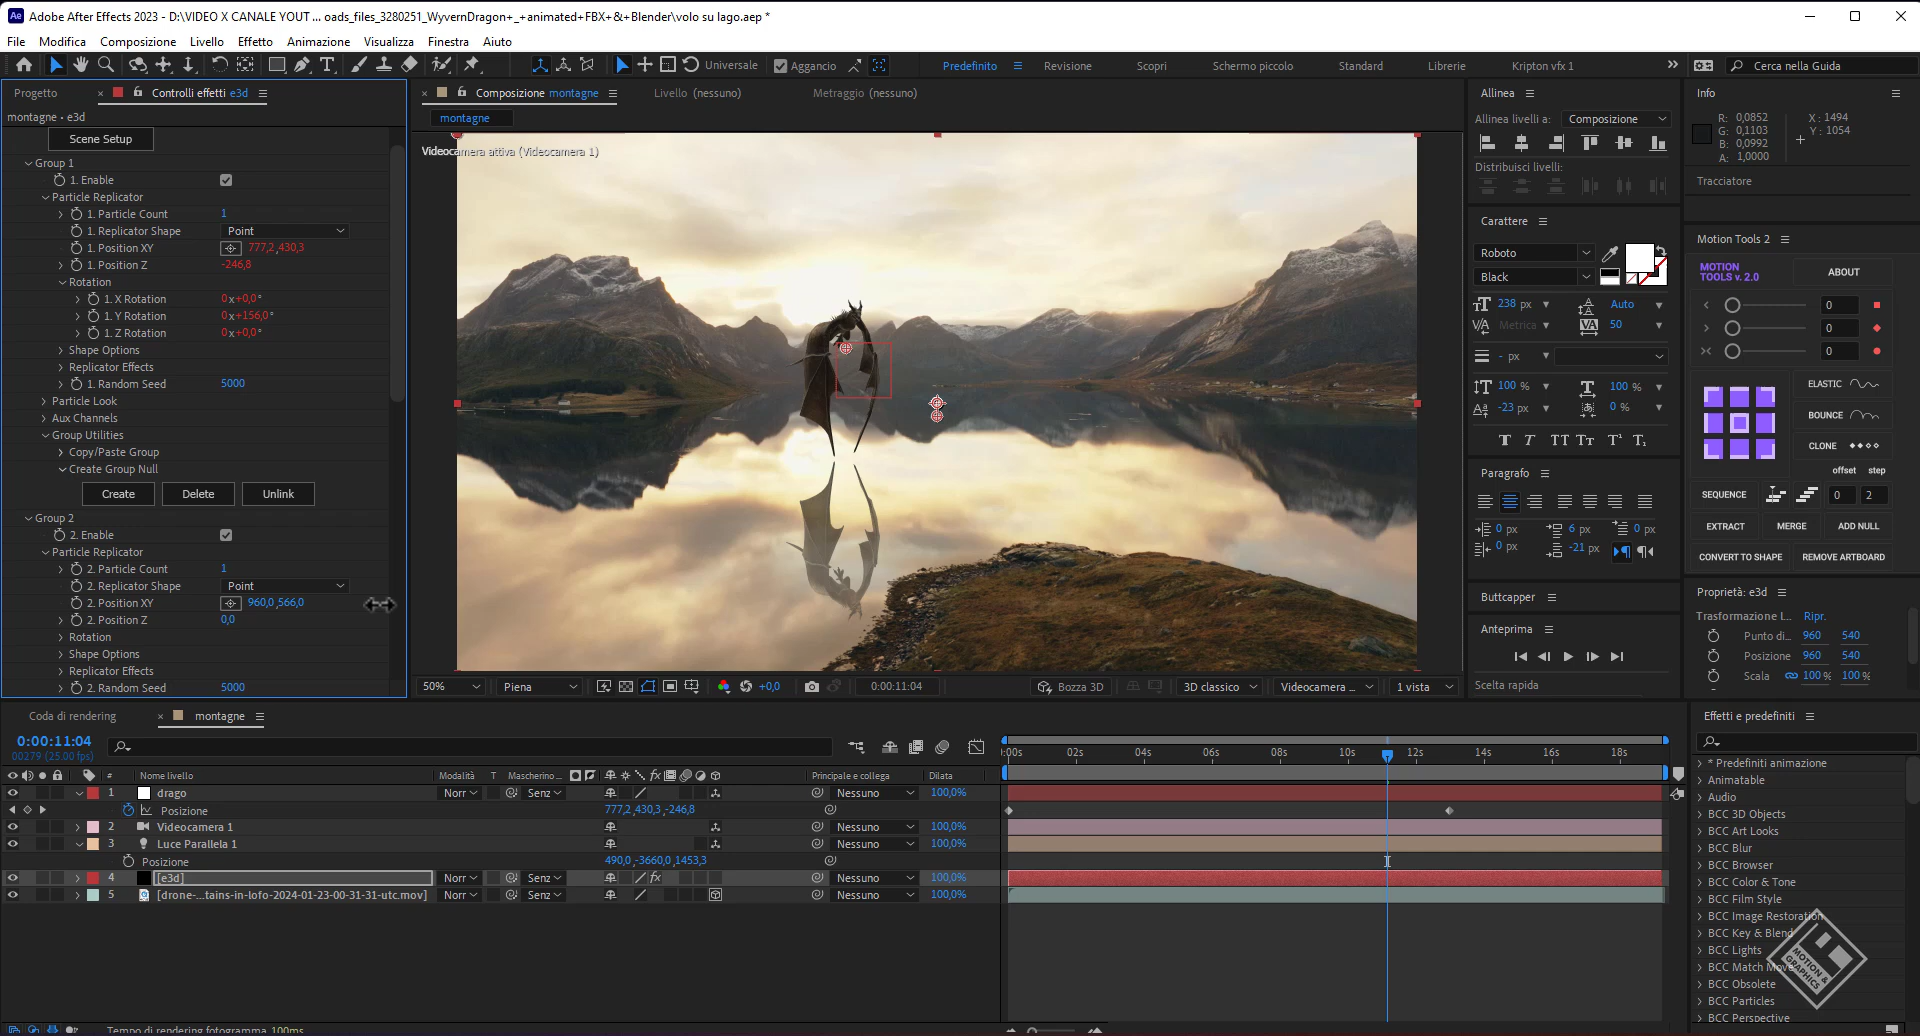 Adobe After Effects 2023 - D:\VIDEO X CANALE YOUT ... oads_files_3280251_WyvernDragon+_+animated+FBX+&+Blender\volo su lago.aep *
File Modifica Composizione Livello Effetto Animazione Visualizza Finestra Aiuto
Universale Aggancio Predefinito Revisione Scopri Schermo piccolo Standard Librerie Kripton vfx 1 Cerca nella Guida
Progetto Controlli effetti e3d
montagne • e3d
Scene Setup
Group 1
1. Enable
Particle Replicator
1. Particle Count 1
1. Replicator Shape Point
1. Position XY 777,2,430,3
1. Position Z -246,8
Rotation
1. X Rotation 0x+0,0°
1. Y Rotation 0x+156,0°
1. Z Rotation 0x+0,0°
Shape Options
Replicator Effects
1. Random Seed 5000
Particle Look
Aux Channels
Group Utilities
Copy/Paste Group
Create Group Null
Create Delete Unlink
Group 2
2. Enable
Particle Replicator
2. Particle Count 1
2. Replicator Shape Point
2. Position XY 960,0,566,0
2. Position Z 0,0
Rotation
Shape Options
Replicator Effects
2. Random Seed 5000
Composizione montagne Livello (nessuno) Metraggio (nessuno)
montagne
Videocamera attiva (Videocamera 1)
50% Piena +0,0 0:00:11:04 Bozza 3D 3D classico Videocamera ... 1 vista
Allinea
Allinea livelli a: Composizione
Distribuisci livelli:
Carattere
Roboto
Black
238 px Auto
Metrica 50
- px
100 % 100 %
-23 px 0 %
Paragrafo
0 px 6 px 0 px
0 px -21 px
Buttcapper
Anteprima
Scelta rapida
Info
R: 0,0852
G: 0,1103
B: 0,0992
A: 1,0000
X : 1494
Y : 1054
Tracciatore
Motion Tools 2
MOTION TOOLS v. 2.0 ABOUT
0
0
0
ELASTIC
BOUNCE
CLONE
offset step
SEQUENCE 0 2
EXTRACT MERGE ADD NULL
CONVERT TO SHAPE REMOVE ARTBOARD
Proprietà: e3d
Trasformazione l... Ripr.
Punto di... 960 540
Posizione 960 540
Scala 100 % 100 %
Coda di rendering montagne
0:00:11:04
00279 (25.00 fps)
# Nome livello Modalità T Mascherino ... fx Principale e collega Dilata
:00s 02s 04s 06s 08s 10s 12s 14s 16s 18s
1 drago Norr Nessuno 100,0%
Posizione 777,2,430,3,-246,8
2 Videocamera 1 Nessuno 100,0%
3 Luce Parallela 1 Nessuno 100,0%
Posizione 490,0,-3660,0,1453,3
4 [e3d] Norr Senz fx Nessuno 100,0%
5 [drone-...tains-in-lofo-2024-01-23-00-31-31-utc.mov] Norr Senz Nessuno 100,0%
Tempo di rendering fotogramma 100ms
Effetti e predefiniti
* Predefiniti animazione
Animatable
Audio
BCC 3D Objects
BCC Art Looks
BCC Blur
BCC Browser
BCC Color & Tone
BCC Film Style
BCC Image Restoration
BCC Key & Blend
BCC Lights
BCC Match Move
BCC Obsolete
BCC Particles
BCC Perspective
MOTION & GRAPHICS